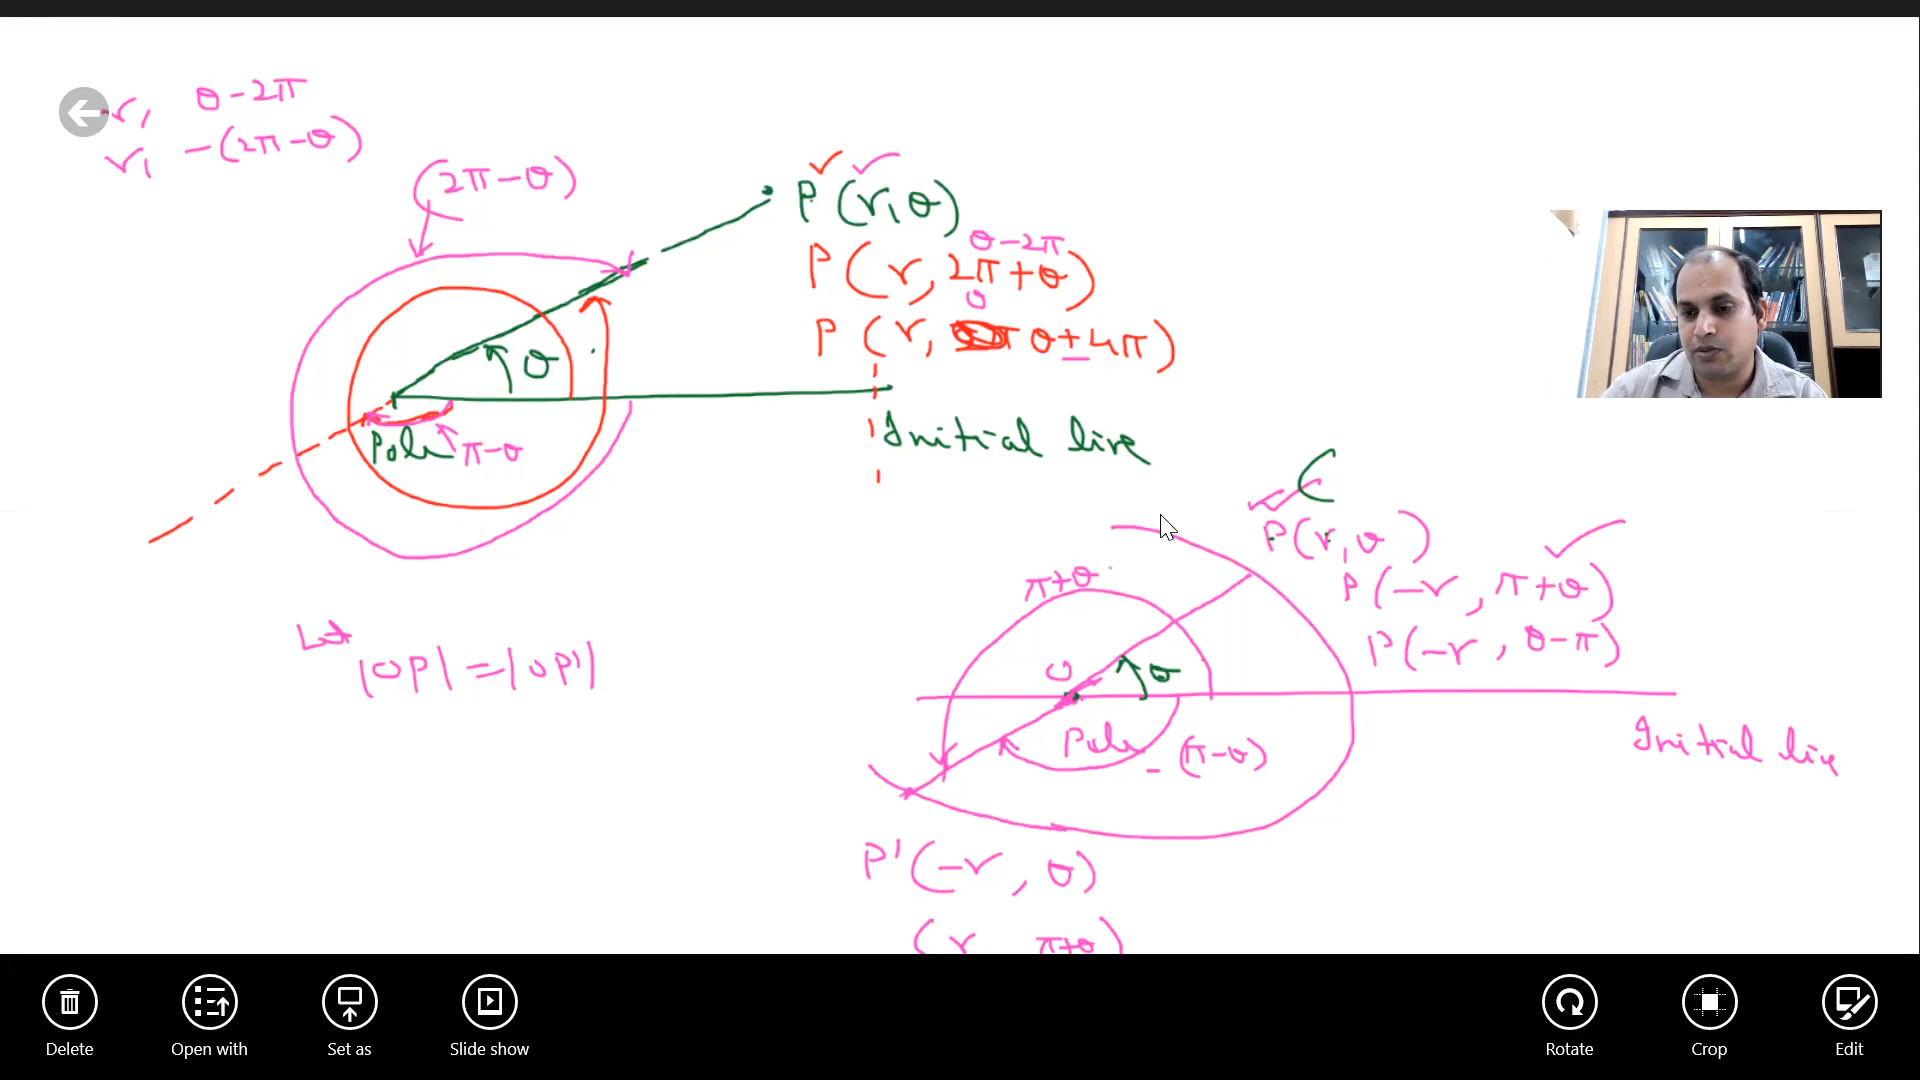 r, θ-2π
r, -(2π-θ)
(2π-θ)
P(r,θ)
θ-2π
P(r, 2π+θ)
θ
P(r, θ±4π)
θ
Pole
π-θ
Initial line
P(r,θ)
P(-r, π+θ)
P(-r, θ-π)
π+θ
Let
|OP| = |OP'|
O
θ
Pole
-(π-θ)
Initial line
P'(-r, θ)
(r π+θ)
Delete
Open with
Set as
Slide show
Rotate
Crop
Edit